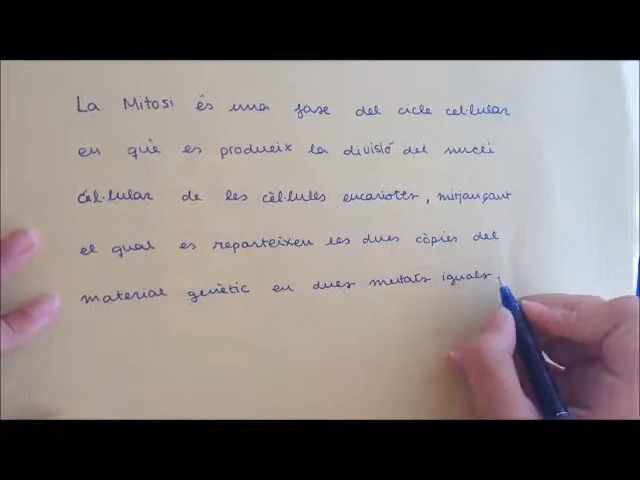 La Mitosi és una fase del cicle cel·lular
en què es produeix la divisió del nucli
cel·lular de les cèl·lules eucariotes, mitjançant
el qual es reparteixen les dues còpies del
material genètic en dues metats iguals.